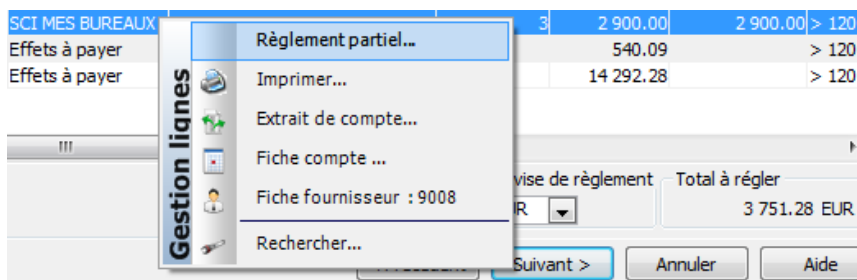 SCI MES BUREAUX 3 2 900.00 2 900.00 > 120
Effets à payer 540.09 > 120
Effets à payer 14 292.28 > 120
Gestion lignes
Règlement partiel...
Imprimer...
Extrait de compte...
Fiche compte ...
Fiche fournisseur : 9008
Rechercher...
vise de règlement Total à régler
R 3 751.28 EUR
Suivant > Annuler Aide